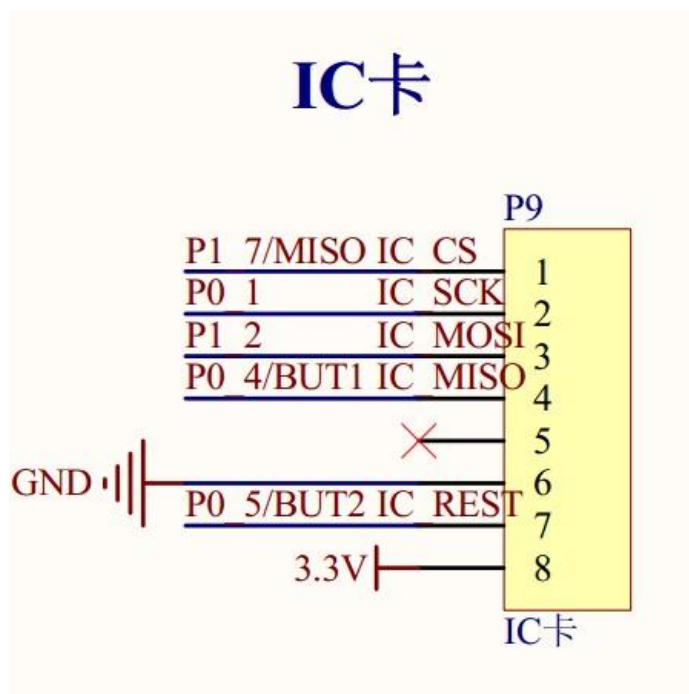 IC卡
P9
P1_7/MISO IC_CS 1
P0_1 IC_SCK 2
P1_2 IC_MOSI 3
P0_4/BUT1 IC_MISO 4
5
GND 6
P0_5/BUT2 IC_REST 7
3.3V 8
IC卡